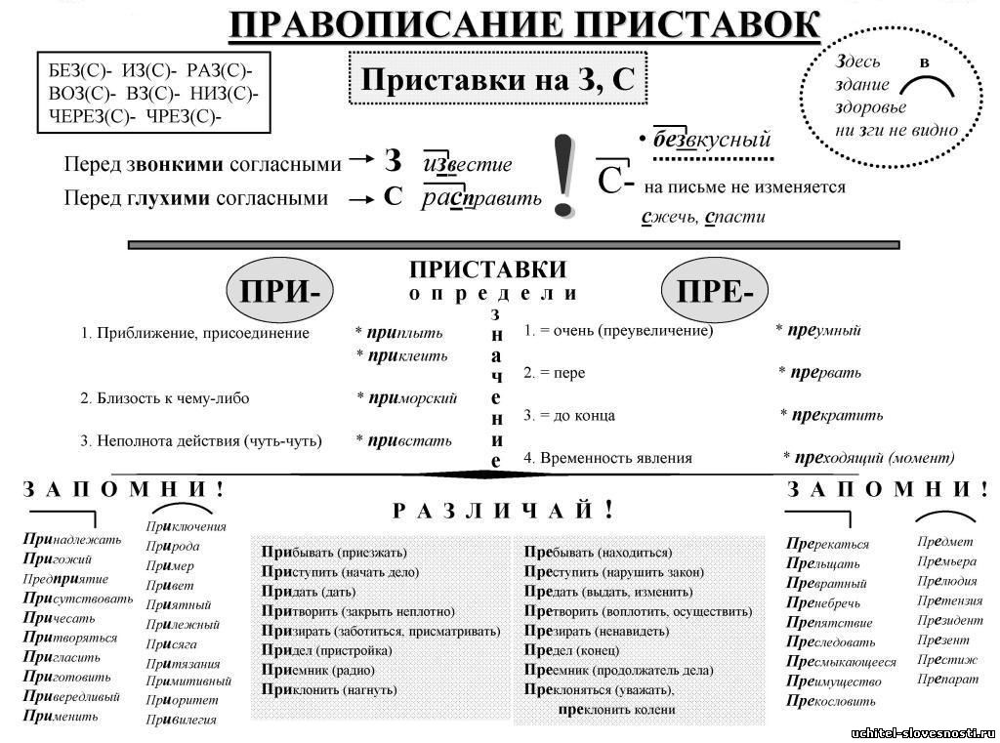 ПРАВОПИСАНИЕ ПРИСТАВОК
БЕЗ(С)- ИЗ(С)- РАЗ(С)-
ВОЗ(С)- ВЗ(С)- НИЗ(С)-
ЧЕРЕЗ(С)- ЧРЕЗ(С)-
Приставки на З, С
Здесь в
здание
здоровье
ни зги не видно
Перед звонкими согласными З известие
Перед глухими согласными С расправить
!
• безвкусный
С- на письме не изменяется
сжечь, спасти
ПРИ-
ПРИСТАВКИ
определи
значение
ПРЕ-
1. Приближение, присоединение * приплыть
* приклеить
2. Близость к чему-либо * приморский
3. Неполнота действия (чуть-чуть) * привстать
1. = очень (преувеличение) * преумный
2. = пере * прервать
3. = до конца * прекратить
4. Временность явления * преходящий (момент)
ЗАПОМНИ!
Принадлежать
Пригожий
Предприятие
Присутствовать
Причесать
Притворяться
Пригласить
Приготовить
Привередливый
Применить
Приключения
Природа
Пример
Привет
Приятный
Прилежный
Присяга
Притязания
Примитивный
Приоритет
Привилегия
РАЗЛИЧАЙ!
Прибывать (приезжать)
Приступить (начать дело)
Придать (дать)
Притворить (закрыть неплотно)
Призирать (заботиться, присматривать)
Придел (пристройка)
Приемник (радио)
Приклонить (нагнуть)
Пребывать (находиться)
Преступить (нарушить закон)
Предать (выдать, изменить)
Претворить (воплотить, осуществить)
Презирать (ненавидеть)
Предел (конец)
Преемник (продолжатель дела)
Преклоняться (уважать),
преклонить колени
ЗАПОМНИ!
Пререкаться
Прельщать
Превратный
Пренебречь
Препятствие
Преследовать
Пресмыкающееся
Преимущество
Прекословить
Предмет
Премьера
Прелюдия
Претензия
Президент
Презент
Престиж
Препарат
uchitel-slovesnosti.ru